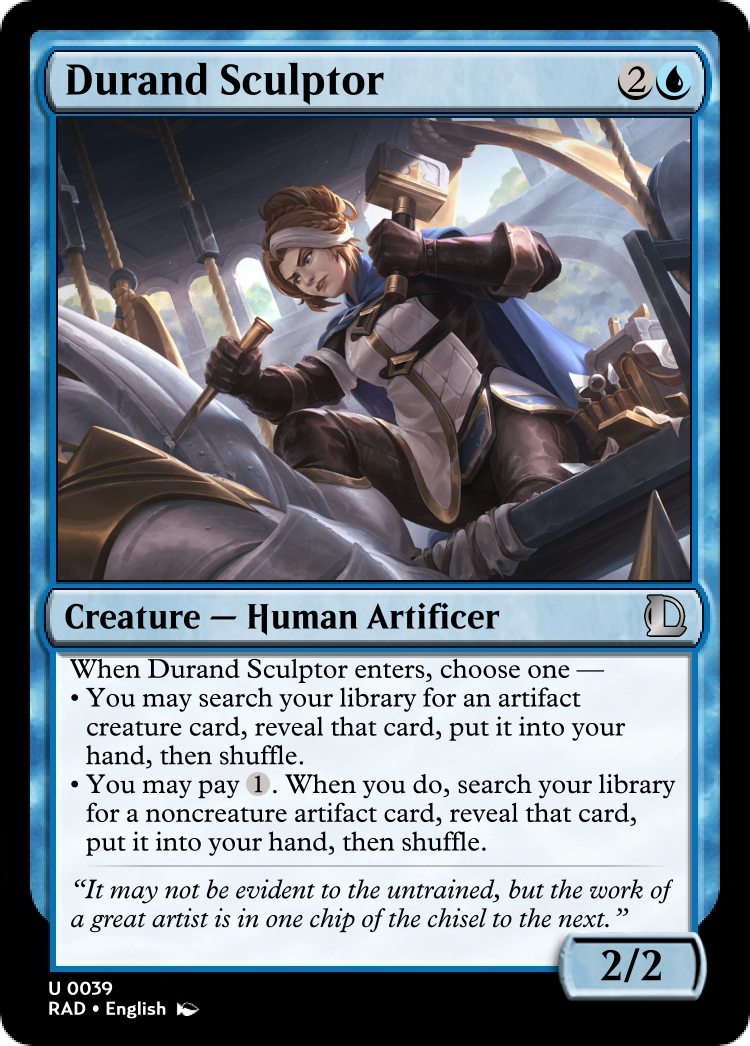 Durand Sculptor 2
Creature — Human Artificer
When Durand Sculptor enters, choose one —
• You may search your library for an artifact
creature card, reveal that card, put it into your
hand, then shuffle.
• You may pay 1. When you do, search your library
for a noncreature artifact card, reveal that card,
put it into your hand, then shuffle.
“It may not be evident to the untrained, but the work of
a great artist is in one chip of the chisel to the next.”
2/2
U 0039
RAD • English